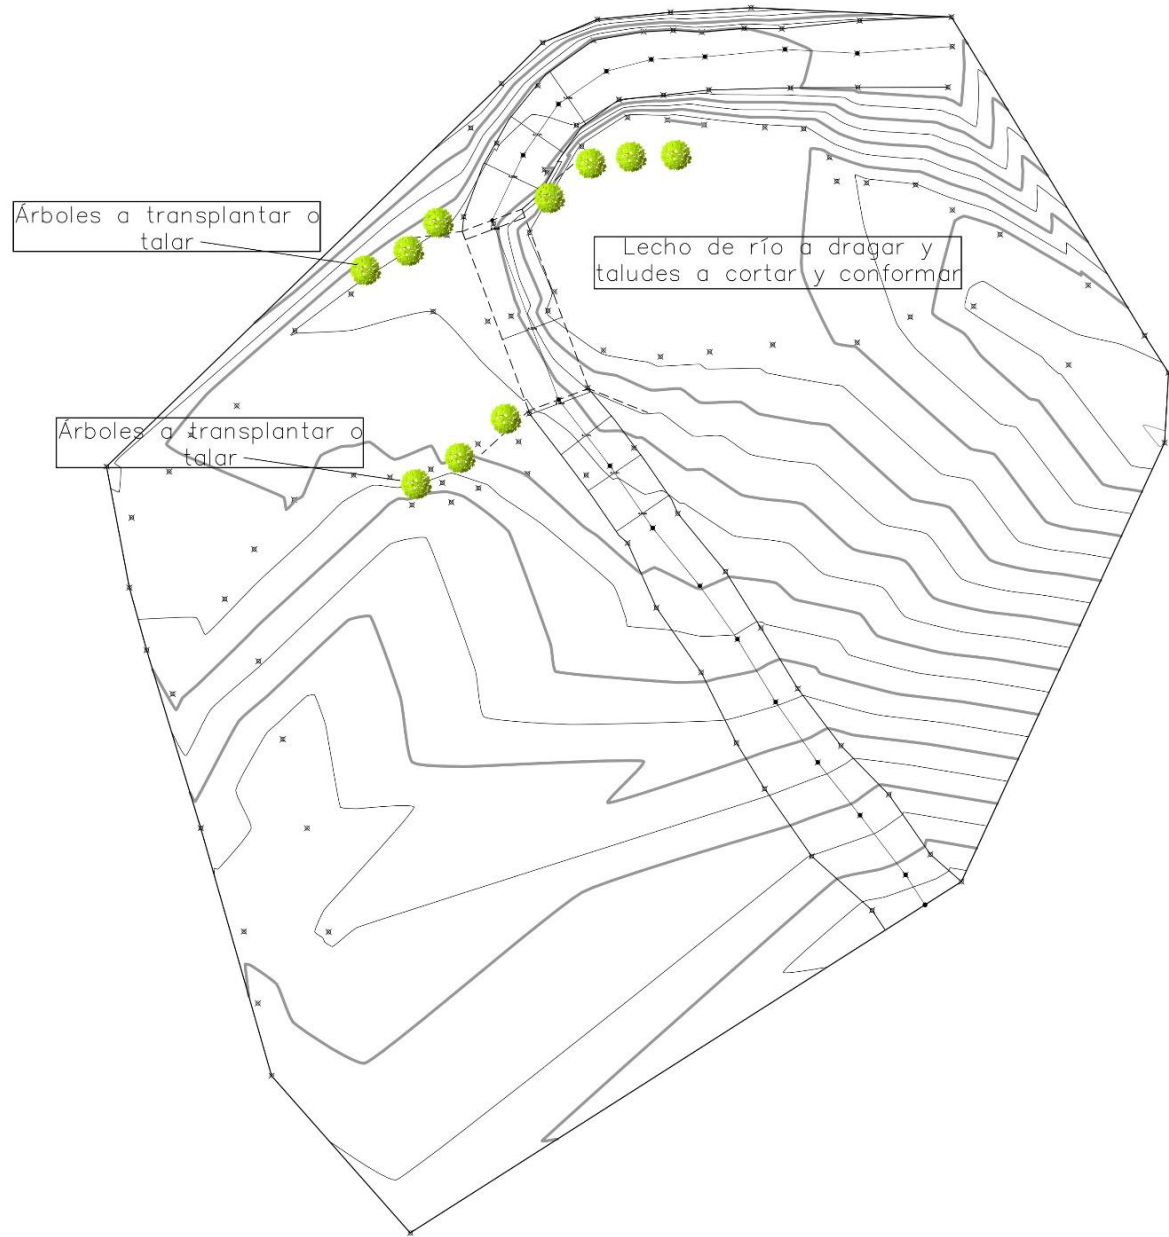 Árboles a transplantar o
talar
Lecho de río a dragar y
taludes a cortar y conformar
Árboles a transplantar o
talar